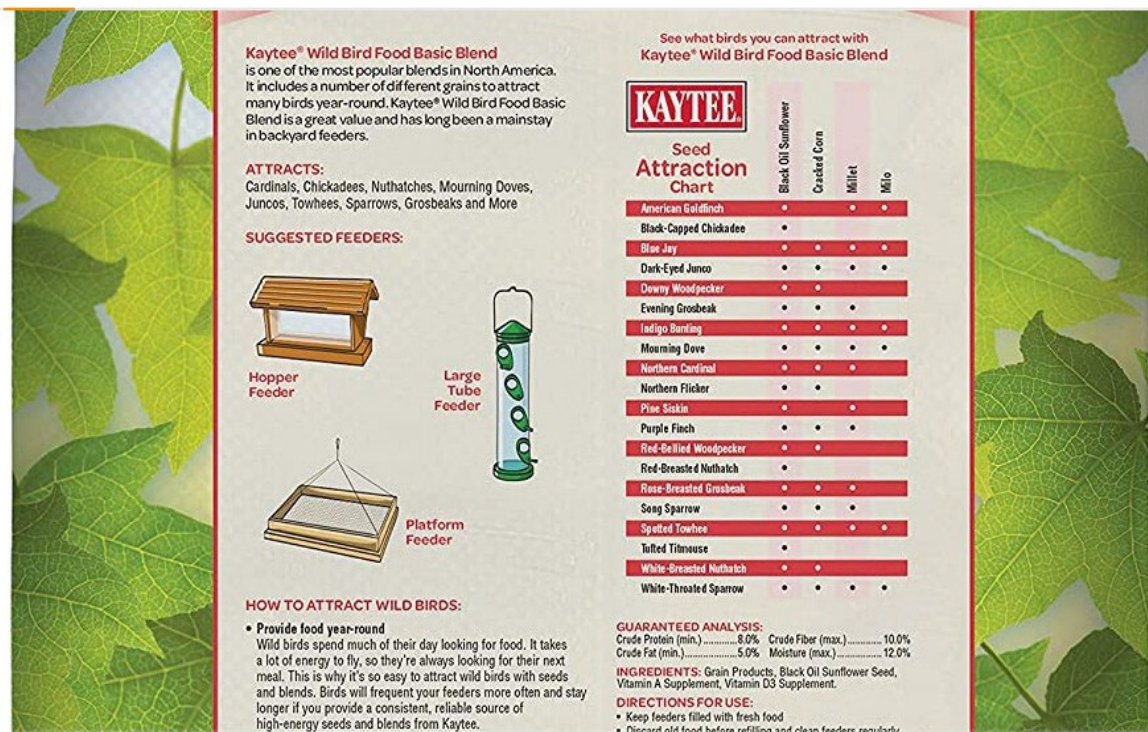 Kaytee® Wild Bird Food Basic Blend
is one of the most popular blends in North America.
It includes a number of different grains to attract
many birds year-round. Kaytee® Wild Bird Food Basic
Blend is a great value and has long been a mainstay
in backyard feeders.
ATTRACTS:
Cardinals, Chickadees, Nuthatches, Mourning Doves,
Juncos, Towhees, Sparrows, Grosbeaks and More
SUGGESTED FEEDERS:
Hopper
Feeder
Large
Tube
Feeder
Platform
Feeder
HOW TO ATTRACT WILD BIRDS:
• Provide food year-round
Wild birds spend much of their day looking for food. It takes
a lot of energy to fly, so they're always looking for their next
meal. This is why it's so easy to attract wild birds with seeds
and blends. Birds will frequent your feeders more often and stay
longer if you provide a consistent, reliable source of
high-energy seeds and blends from Kaytee.
See what birds you can attract with
Kaytee® Wild Bird Food Basic Blend
KAYTEE
Seed
Attraction
Chart
Black Oil Sunflower
Cracked Corn
Millet
Milo
American Goldfinch • • •
Black-Capped Chickadee •
Blue Jay • • • •
Dark-Eyed Junco • • • •
Downy Woodpecker • •
Evening Grosbeak • • •
Indigo Bunting • • • •
Mourning Dove • • • •
Northern Cardinal • • •
Northern Flicker • •
Pine Siskin • •
Purple Finch • • •
Red-Bellied Woodpecker • •
Red-Breasted Nuthatch •
Rose-Breasted Grosbeak • • •
Song Sparrow • • •
Spotted Towhee • • • •
Tufted Titmouse •
White-Breasted Nuthatch • •
White-Throated Sparrow • • • •
GUARANTEED ANALYSIS:
Crude Protein (min.)............8.0% Crude Fiber (max.)............10.0%
Crude Fat (min.)..................5.0% Moisture (max.)................12.0%
INGREDIENTS: Grain Products, Black Oil Sunflower Seed,
Vitamin A Supplement, Vitamin D3 Supplement.
DIRECTIONS FOR USE:
• Keep feeders filled with fresh food
• Discard old food before refilling and clean feeders regularly